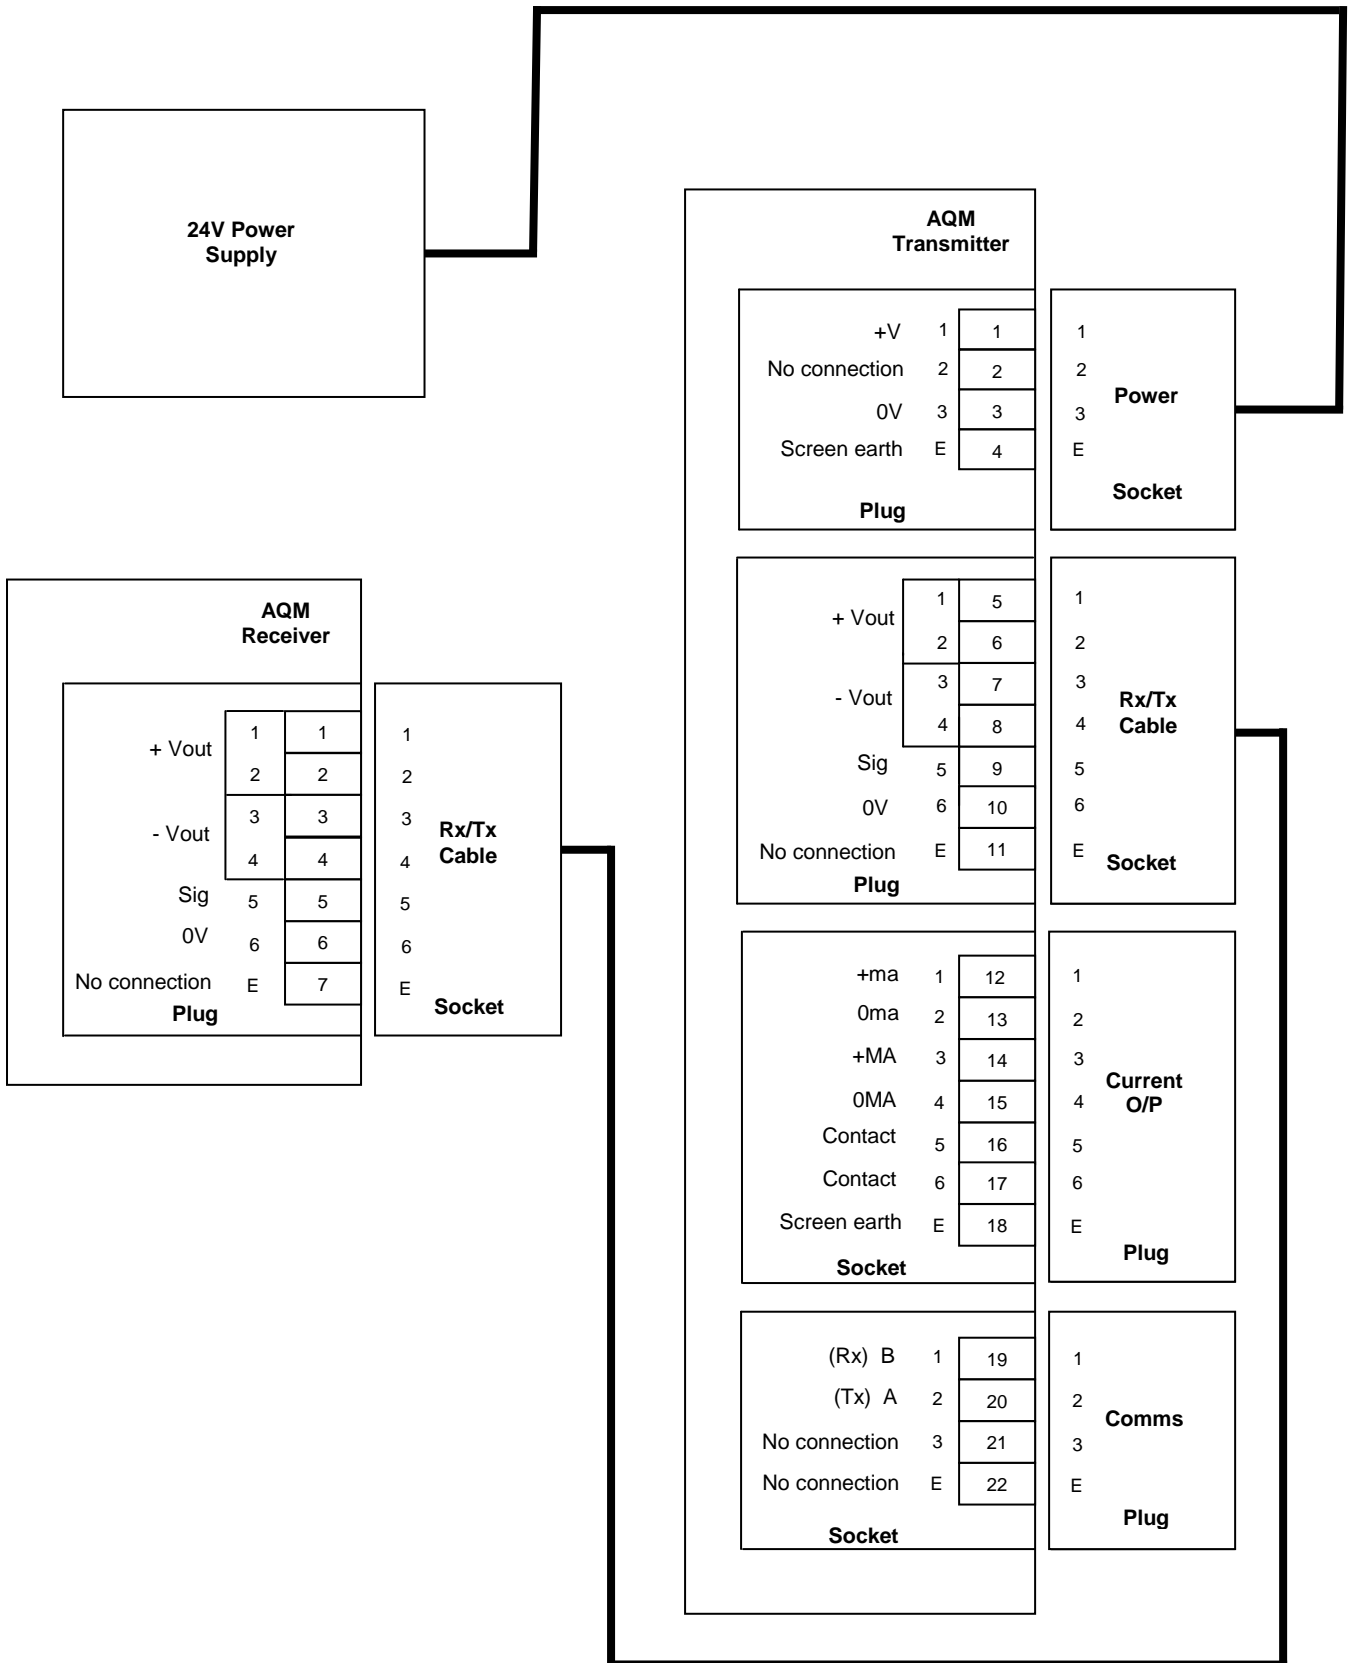 24V Power
Supply
AQM
Transmitter
+V 1 1 1
No connection 2 2 2
Power
0V 3 3 3
Screen earth E 4 E
Socket
Plug
1 5 1
+ Vout
2 6 2
3 7 3
- Vout
Rx/Tx
Cable
4 8 4
Sig 5 9 5
0V 6 10 6
No connection E 11 E
Socket
Plug
AQM
Receiver
1 1 1
+ Vout
2 2 2
3 3 3
- Vout
Rx/Tx
Cable
4 4 4
Sig 5 5 5
0V 6 6 6
No connection E 7 E
Socket
Plug
+ma 1 12 1
0ma 2 13 2
+MA 3 14 3
Current
O/P
0MA 4 15 4
Contact 5 16 5
Contact 6 17 6
Screen earth E 18 E
Plug
Socket
(Rx) B 1 19 1
(Tx) A 2 20 2
Comms
No connection 3 21 3
No connection E 22 E
Plug
Socket